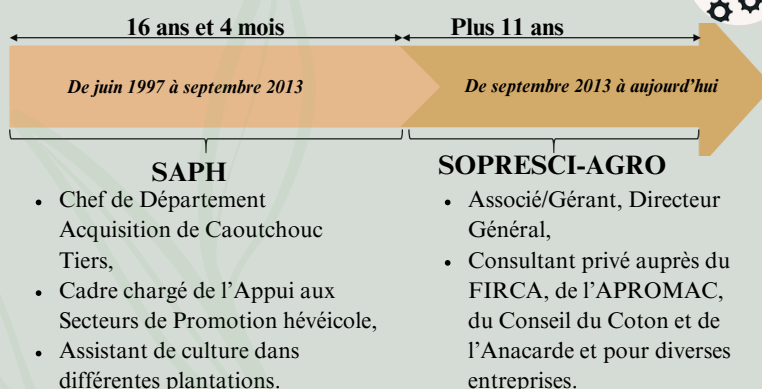 16 ans et 4 mois
Plus 11 ans
De juin 1997 à septembre 2013
De septembre 2013 à aujourd’hui
SAPH
• Chef de Département
Acquisition de Caoutchouc
Tiers,
• Cadre chargé de l’Appui aux
Secteurs de Promotion hévéicole,
• Assistant de culture dans
différentes plantations.
SOPRESCI-AGRO
• Associé/Gérant, Directeur
Général,
• Consultant privé auprès du
FIRCA, de l’APROMAC,
du Conseil du Coton et de
l’Anacarde et pour diverses
entreprises.